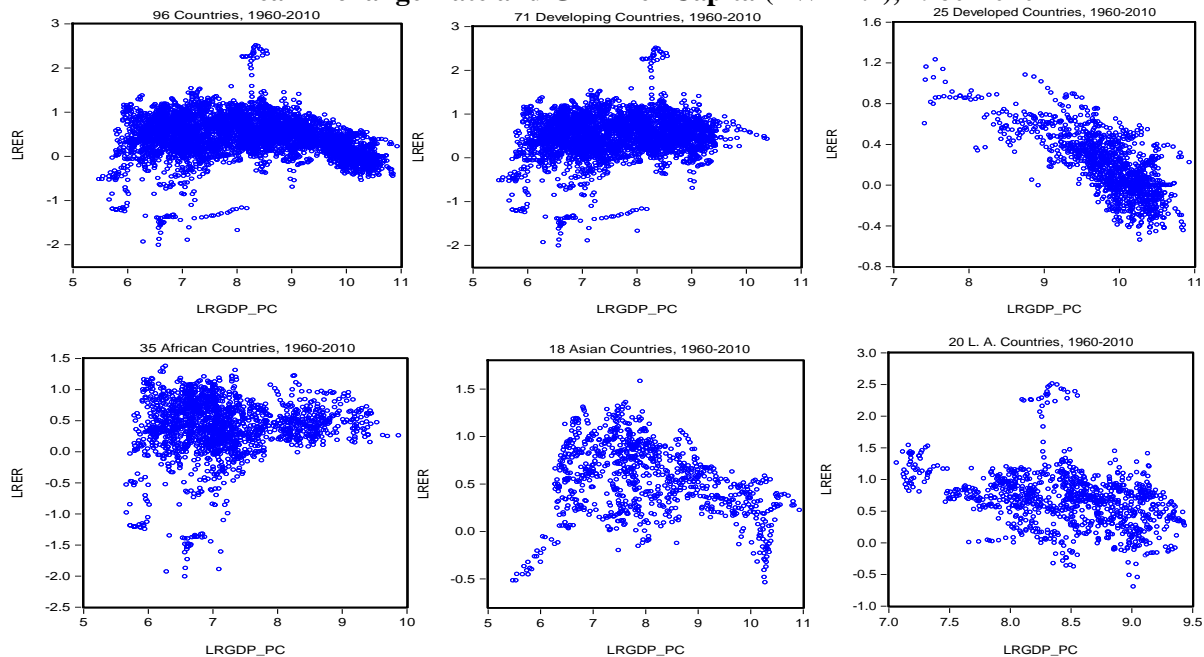 Real Exchange Rate and GDP Per Capita
96 Countries, 1960-2010
3
2
1
0
-1
-2
LRER
5 6 7 8 9 10 11
LRGDP_PC
71 Developing Countries, 1960-2010
3
2
1
0
-1
-2
LRER
5 6 7 8 9 10 11
LRGDP_PC
25 Developed Countries, 1960-2010
1.6
1.2
0.8
0.4
0.0
-0.4
-0.8
LRER
7 8 9 10 11
LRGDP_PC
35 African Countries, 1960-2010
1.5
1.0
0.5
0.0
-0.5
-1.0
-1.5
-2.0
-2.5
LRER
5 6 7 8 9 10
LRGDP_PC
18 Asian Countries, 1960-2010
1.5
1.0
0.5
0.0
-0.5
LRER
5 6 7 8 9 10 11
LRGDP_PC
20 L. A. Countries, 1960-2010
3.0
2.5
2.0
1.5
1.0
0.5
0.0
-0.5
-1.0
LRER
7.0 7.5 8.0 8.5 9.0 9.5
LRGDP_PC